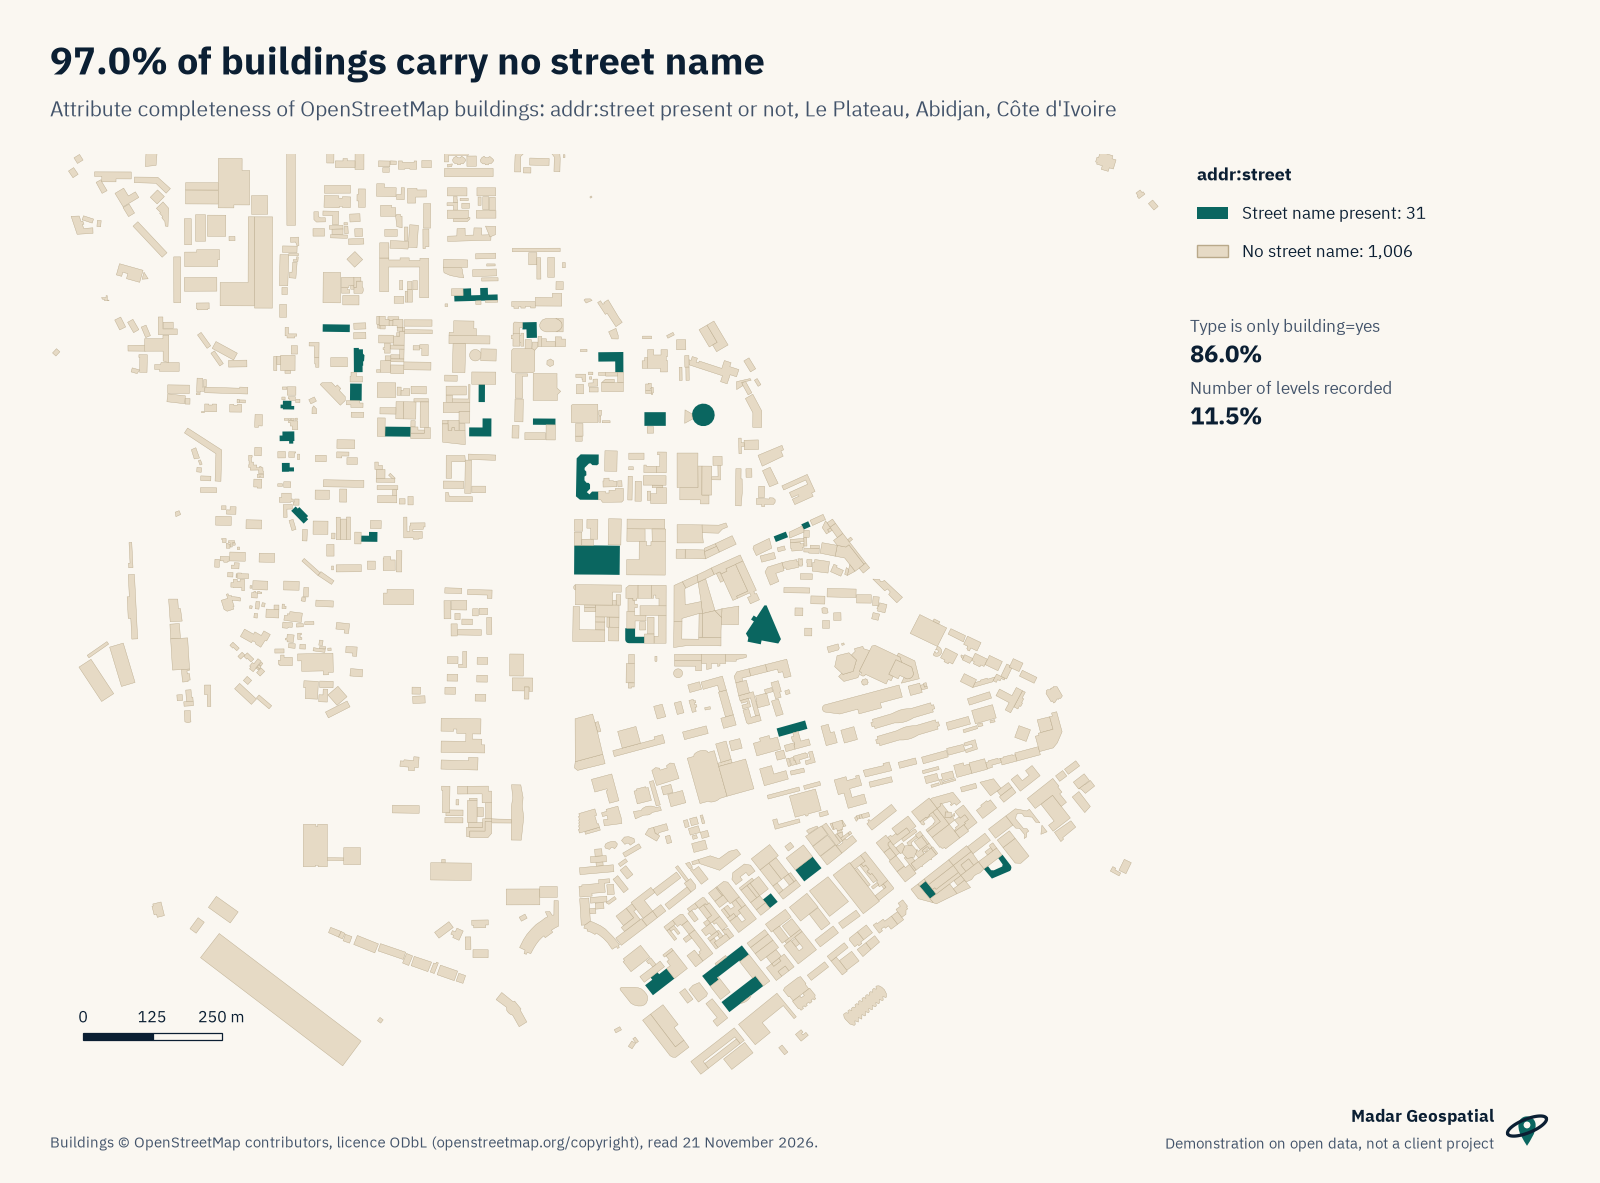 97.0% of buildings carry no street name
Attribute completeness of OpenStreetMap buildings: addr:street present or not, Le Plateau, Abidjan, Côte d'Ivoire
addr:street
Street name present: 31
No street name: 1,006
Type is only building=yes
86.0%
Number of levels recorded
11.5%
0 125 250 m
Madar Geospatial
Buildings © OpenStreetMap contributors, licence ODbL (openstreetmap.org/copyright), read 21 November 2026.
Demonstration on open data, not a client project